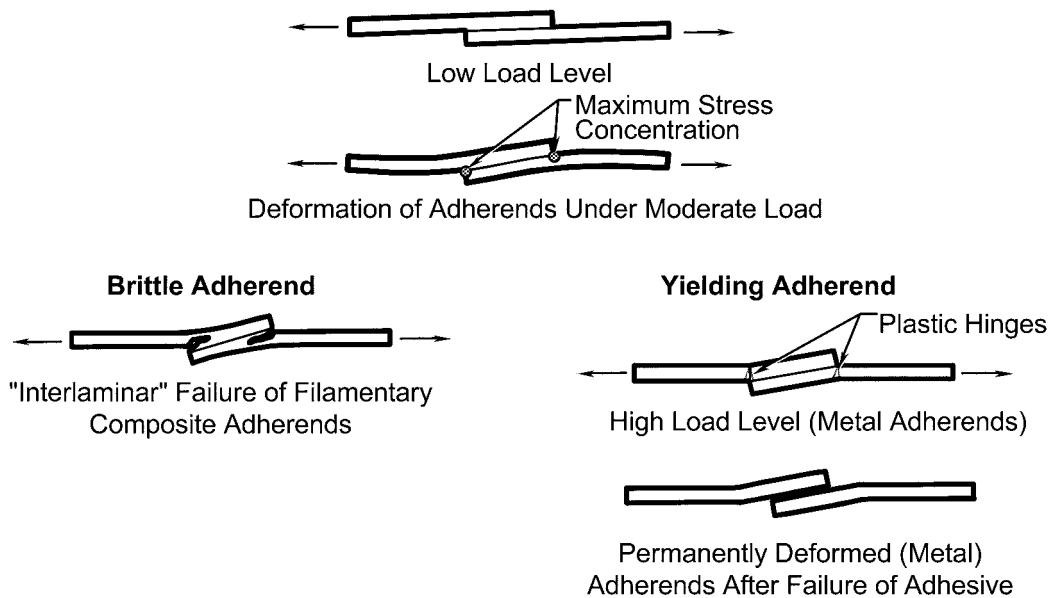 Low Load Level
Maximum Stress
Concentration
Deformation of Adherends Under Moderate Load
Brittle Adherend
"Interlaminar" Failure of Filamentary
Composite Adherends
Yielding Adherend
Plastic Hinges
High Load Level (Metal Adherends)
Permanently Deformed (Metal)
Adherends After Failure of Adhesive